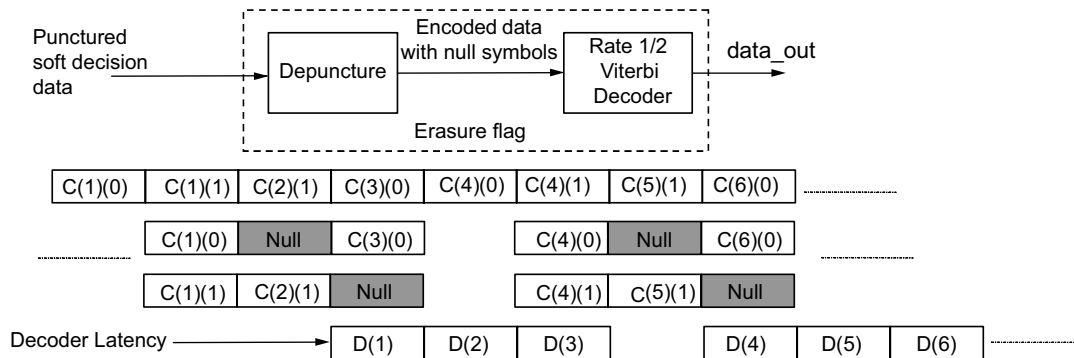 Punctured
soft decision
data
Depuncture
Encoded data
with null symbols
Rate 1/2
Viterbi
Decoder
data_out
Erasure flag
C(1)(0) C(1)(1) C(2)(1) C(3)(0) C(4)(0) C(4)(1) C(5)(1) C(6)(0)
C(1)(0) Null C(3)(0) C(4)(0) Null C(6)(0)
C(1)(1) C(2)(1) Null C(4)(1) C(5)(1) Null
Decoder Latency D(1) D(2) D(3) D(4) D(5) D(6)